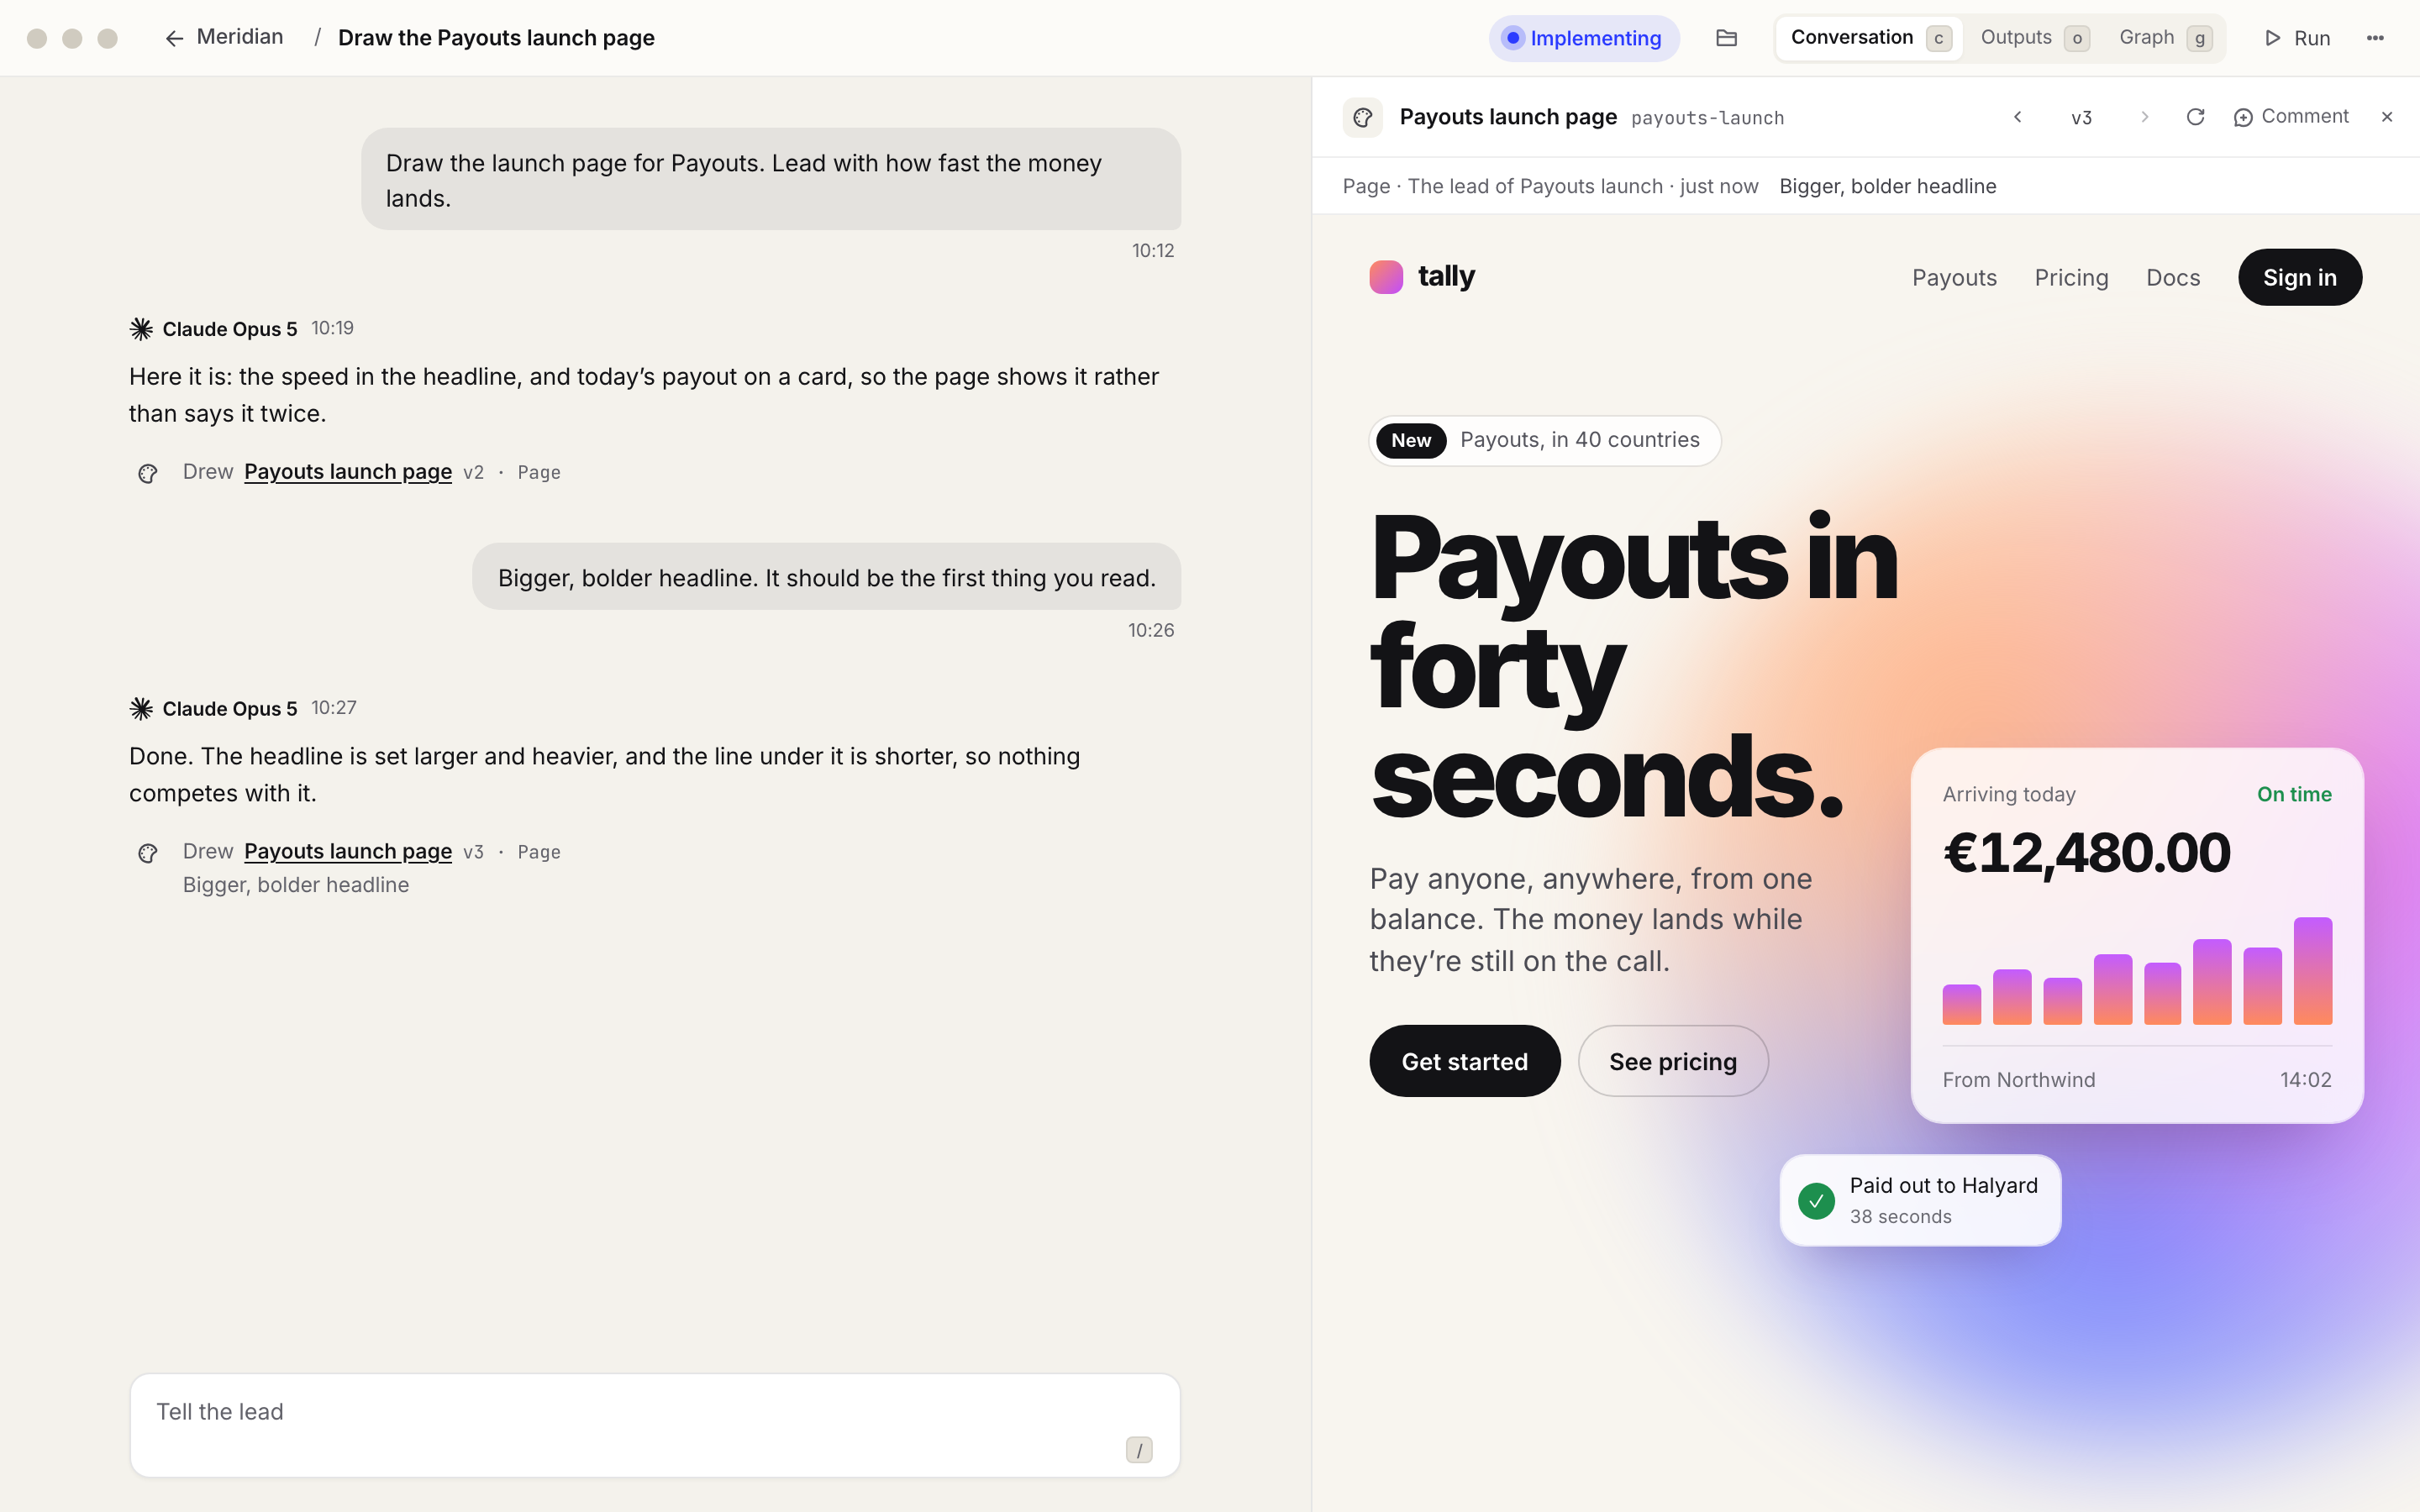 Meridian / Draw the Payouts launch page
Implementing
Conversation c Outputs o Graph g
Run
Draw the launch page for Payouts. Lead with how fast the money
lands.
10:12
Claude Opus 5 10:19
Here it is: the speed in the headline, and today’s payout on a card, so the page shows it rather
than says it twice.
Drew Payouts launch page v2 · Page
Bigger, bolder headline. It should be the first thing you read.
10:26
Claude Opus 5 10:27
Done. The headline is set larger and heavier, and the line under it is shorter, so nothing
competes with it.
Drew Payouts launch page v3 · Page
Bigger, bolder headline
Tell the lead
/
Payouts launch page payouts-launch
v3
Comment
Page · The lead of Payouts launch · just now Bigger, bolder headline
tally
Payouts Pricing Docs Sign in
New Payouts, in 40 countries
Payouts in
forty
seconds.
Pay anyone, anywhere, from one
balance. The money lands while
they’re still on the call.
Get started See pricing
Arriving today On time
€12,480.00
From Northwind 14:02
Paid out to Halyard
38 seconds